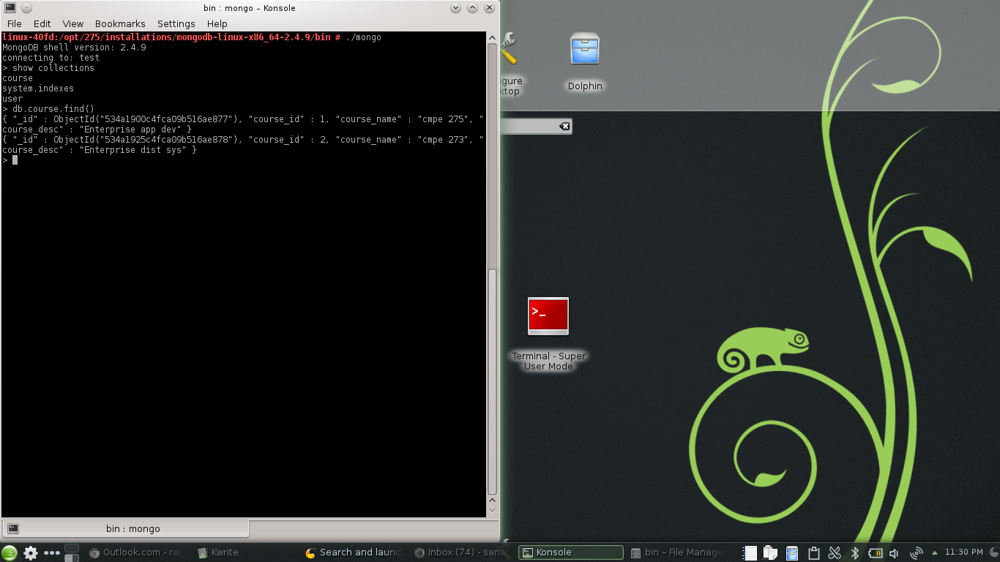 bin : mongo – Konsole
File Edit View Bookmarks Settings Help
linux-40fd:/opt/275/installations/mongodb-linux-x86_64-2.4.9/bin # ./mongo
MongoDB shell version: 2.4.9
connecting to: test
> show collections
course
system.indexes
user
> db.course.find()
{ "_id" : ObjectId("534a1900c4fca09b516ae877"), "course_id" : 1, "course_name" : "cmpe 275", "
course_desc" : "Enterprise app dev" }
{ "_id" : ObjectId("534a1925c4fca09b516ae878"), "course_id" : 2, "course_name" : "cmpe 273", "
course_desc" : "Enterprise dist sys" }
>
bin : mongo
igure
ktop
Dolphin
>_
Terminal - Super
User Mode
Outlook.com - raj
Kwrite
Search and laun
Inbox (74) - sana
Konsole
bin – File Manage
11:30 PM